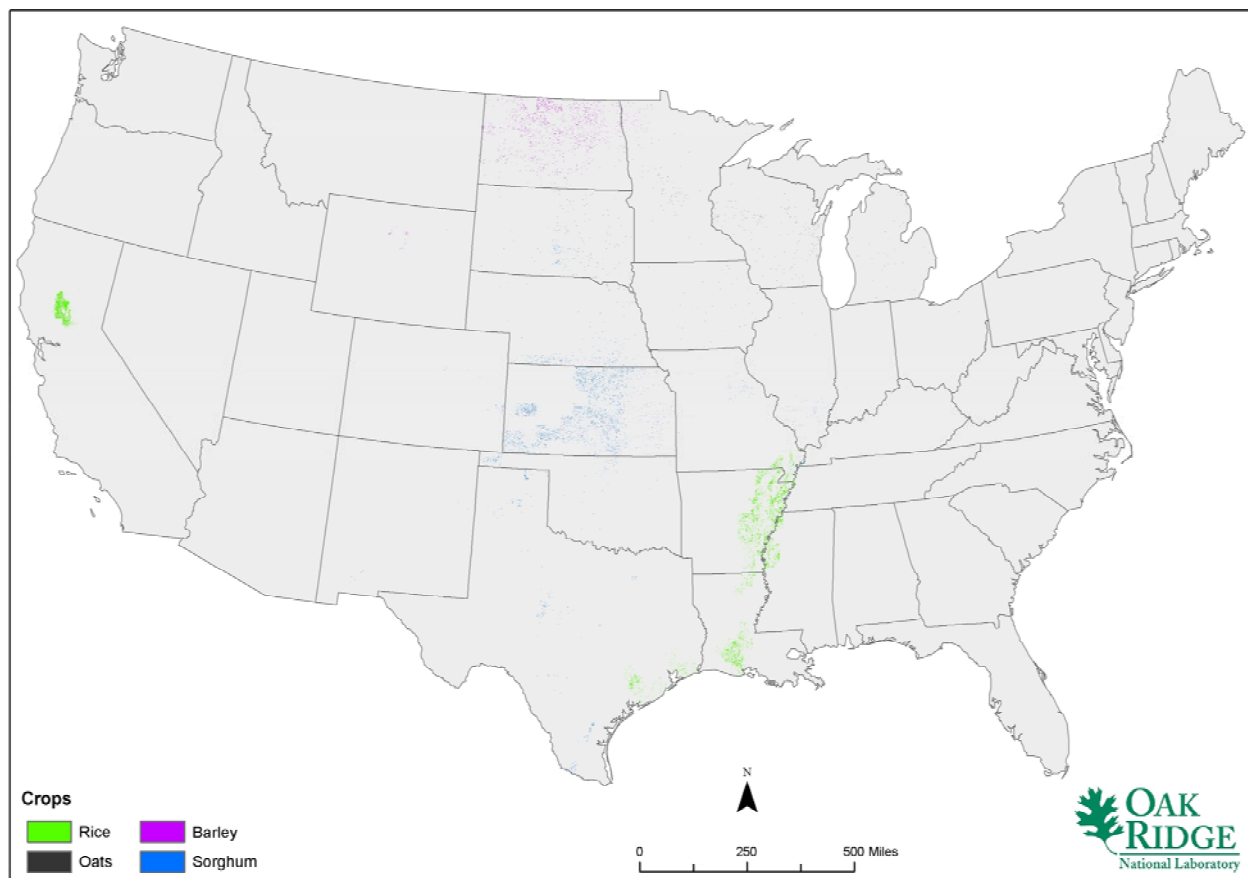 Crops
Rice
Barley
Oats
Sorghum
N
0 250 500 Miles
OAK
RIDGE
National Laboratory